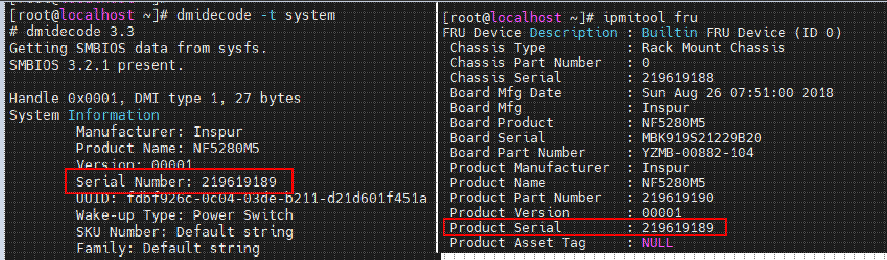 [root@localhost ~]# dmidecode -t system
# dmidecode 3.3
Getting SMBIOS data from sysfs.
SMBIOS 3.2.1 present.
Handle 0x0001, DMI type 1, 27 bytes
System Information
Manufacturer: Inspur
Product Name: NF5280M5
Version: 00001
Serial Number: 219619189
UUID: fdbf926c-0c04-03de-b211-d21d601f451a
Wake-up Type: Power Switch
SKU Number: Default string
Family: Default string
[root@localhost ~]# ipmitool fru
FRU Device Description : Builtin FRU Device (ID 0)
Chassis Type : Rack Mount Chassis
Chassis Part Number : 0
Chassis Serial : 219619188
Board Mfg Date : Sun Aug 26 07:51:00 2018
Board Mfg : Inspur
Board Product : NF5280M5
Board Serial : MBK919S21229B20
Board Part Number : YZMB-00882-104
Product Manufacturer : Inspur
Product Name : NF5280M5
Product Part Number : 219619190
Product Version : 00001
Product Serial : 219619189
Product Asset Tag : NULL